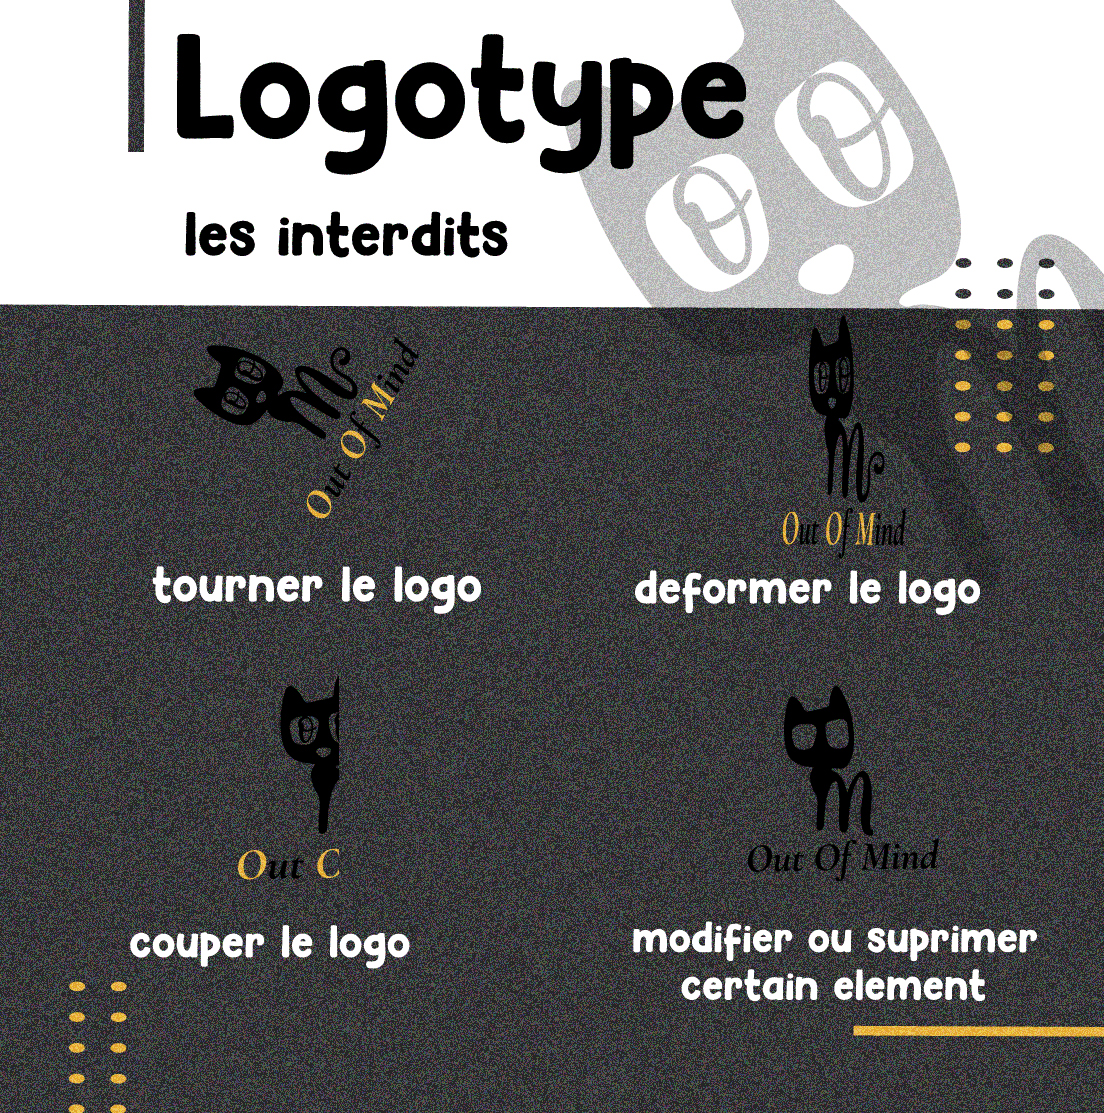 Logotype
les interdits
Out Of Mind
tourner le logo
Out Of Mind
deformer le logo
Out C
couper le logo
Out Of Mind
modifier ou suprimer
certain element